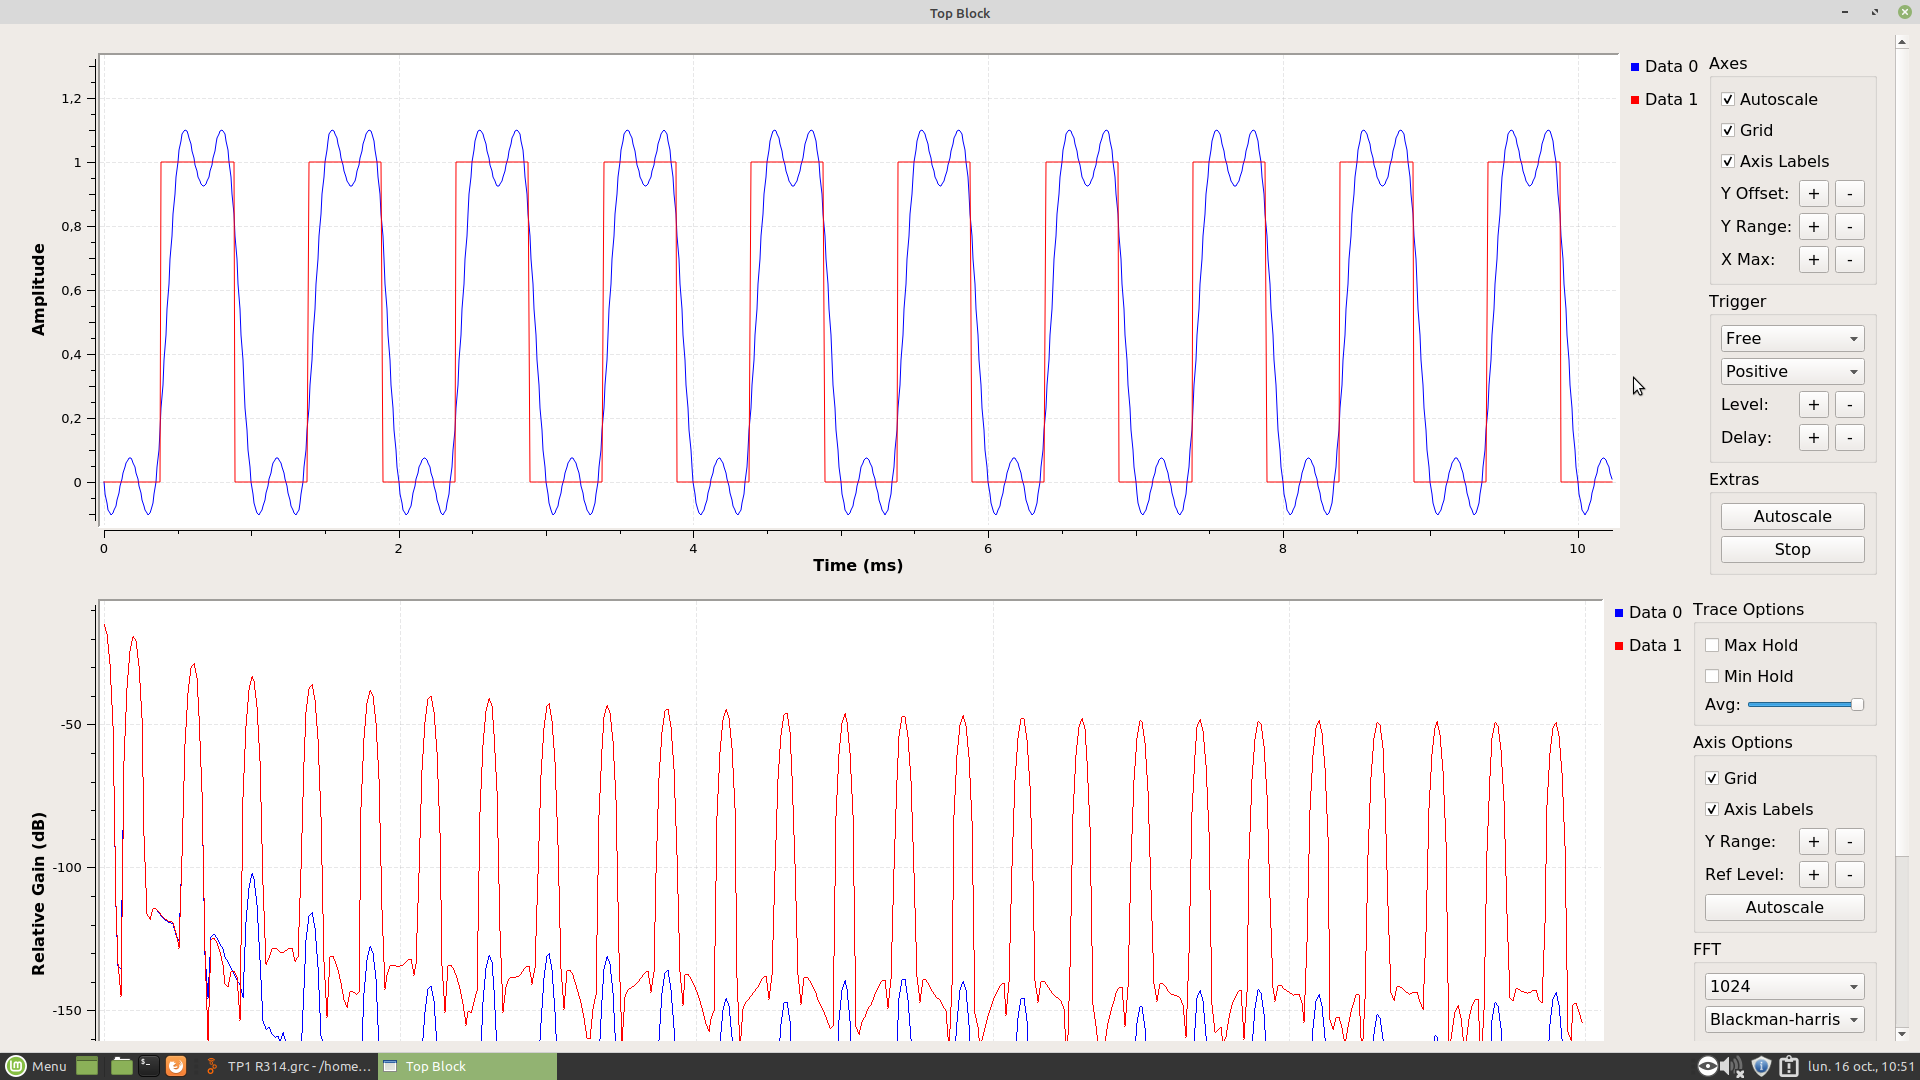 Top Block
Data 0
Data 1
Axes
Autoscale
Grid
Axis Labels
Y Offset: + -
Y Range: + -
X Max: + -
Trigger
Free
Positive
Level: + -
Delay: + -
Extras
Autoscale
Stop
Amplitude
1,2
1
0,8
0,6
0,4
0,2
0
0 2 4 6 8 10
Time (ms)
Data 0
Data 1
Trace Options
Max Hold
Min Hold
Avg:
Axis Options
Grid
Axis Labels
Y Range: + -
Ref Level: + -
Autoscale
FFT
1024
Blackman-harris
Relative Gain (dB)
-50
-100
-150
Menu
TP1 R314.grc - /home...
Top Block
lun. 16 oct., 10:51